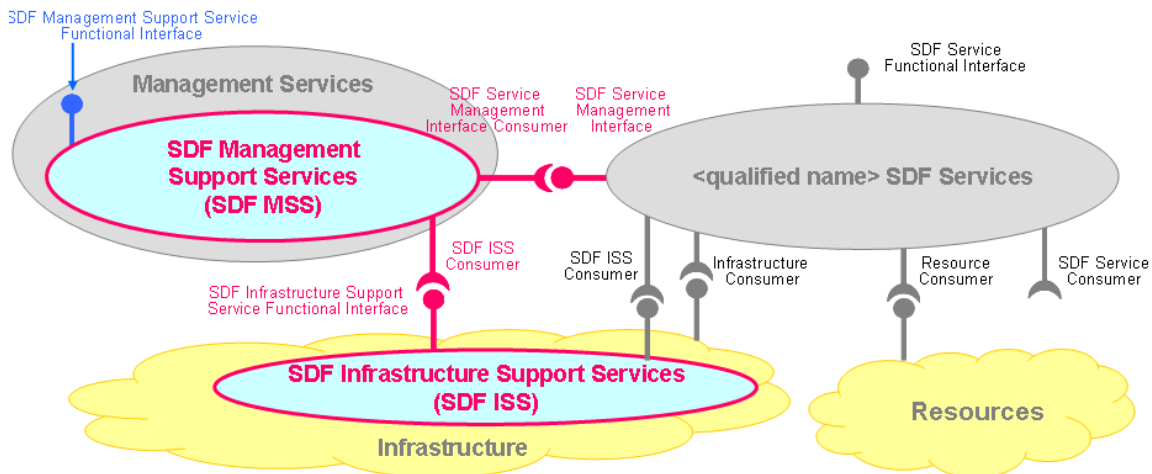 SDF Management Support Service
Functional Interface
Management Services
SDF Management
Support Services
(SDF MSS)
SDF Service
Management
Interface Consumer
SDF Service
Management
Interface
SDF Service
Functional Interface
<qualified name> SDF Services
SDF ISS
Consumer
SDF Infrastructure Support
Service Functional Interface
SDF ISS
Consumer
Infrastructure
Consumer
Resource
Consumer
SDF Service
Consumer
SDF Infrastructure Support Services
(SDF ISS)
Infrastructure
Resources